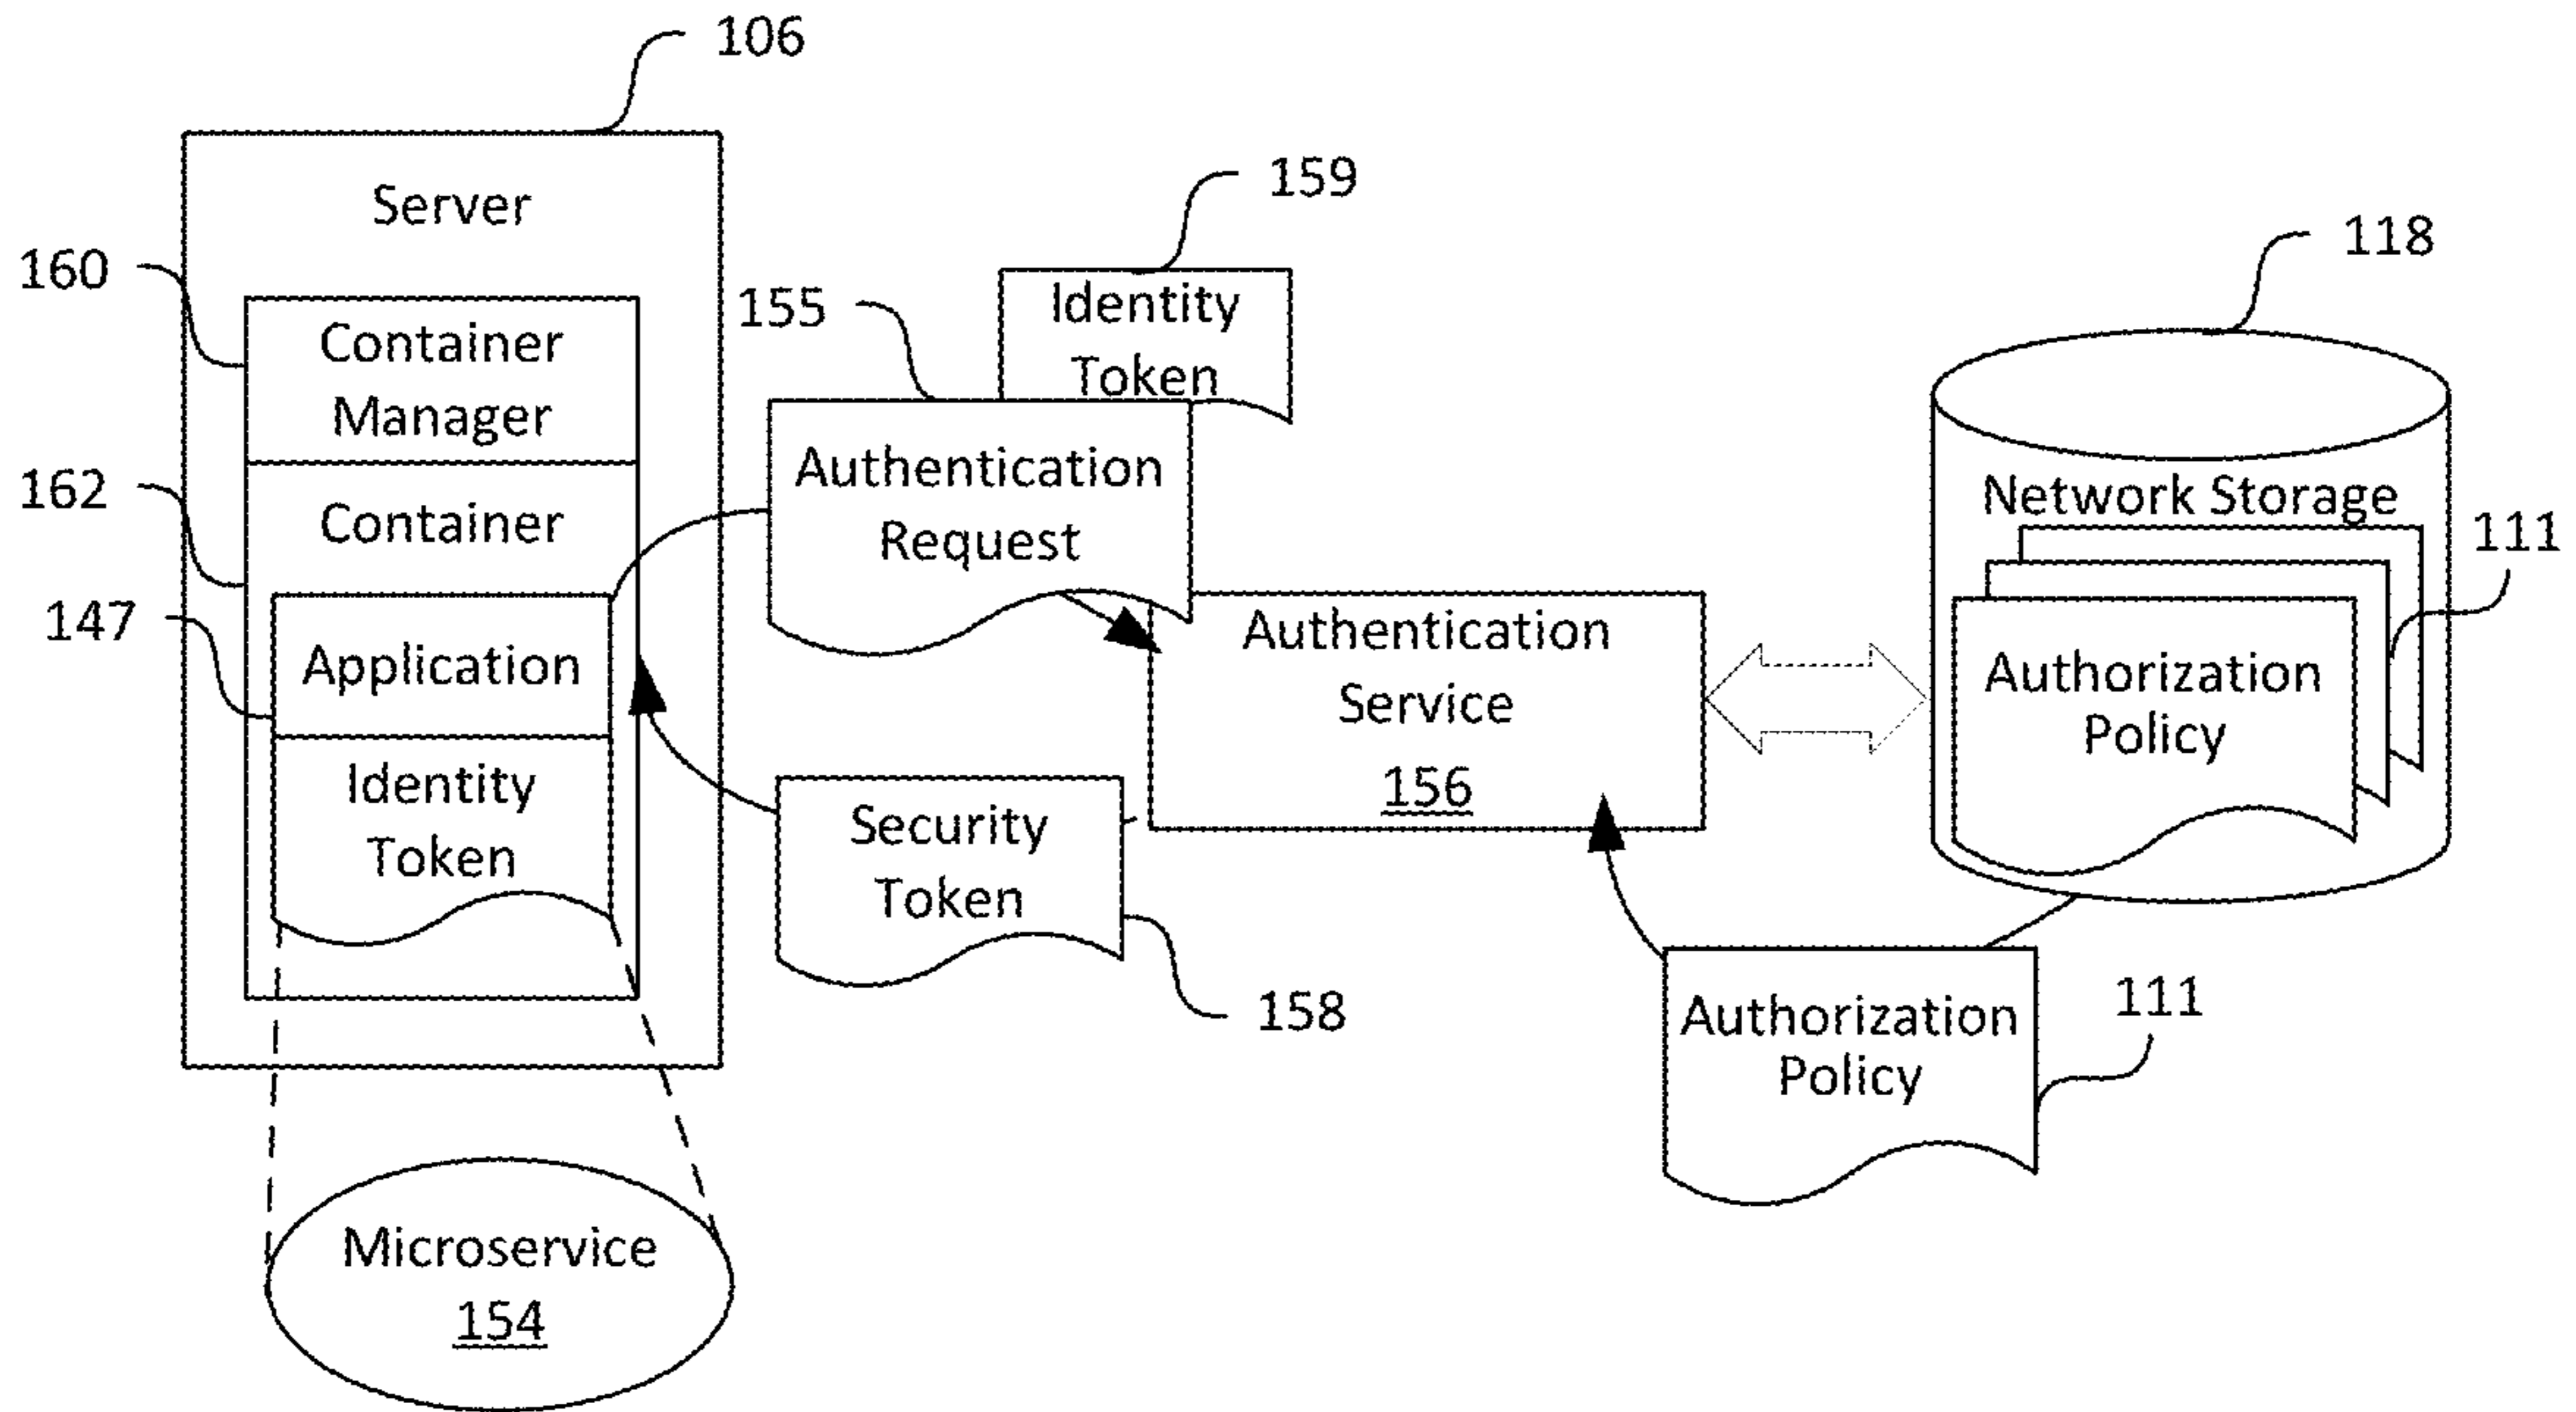 106
Server
160
Container
Manager
162
Container
147
Application
Identity
Token
Microservice
154
159
Identity
Token
155
Authentication
Request
Authentication
Service
156
Security
Token
158
118
Network Storage
111
Authorization
Policy
Authorization
Policy
111